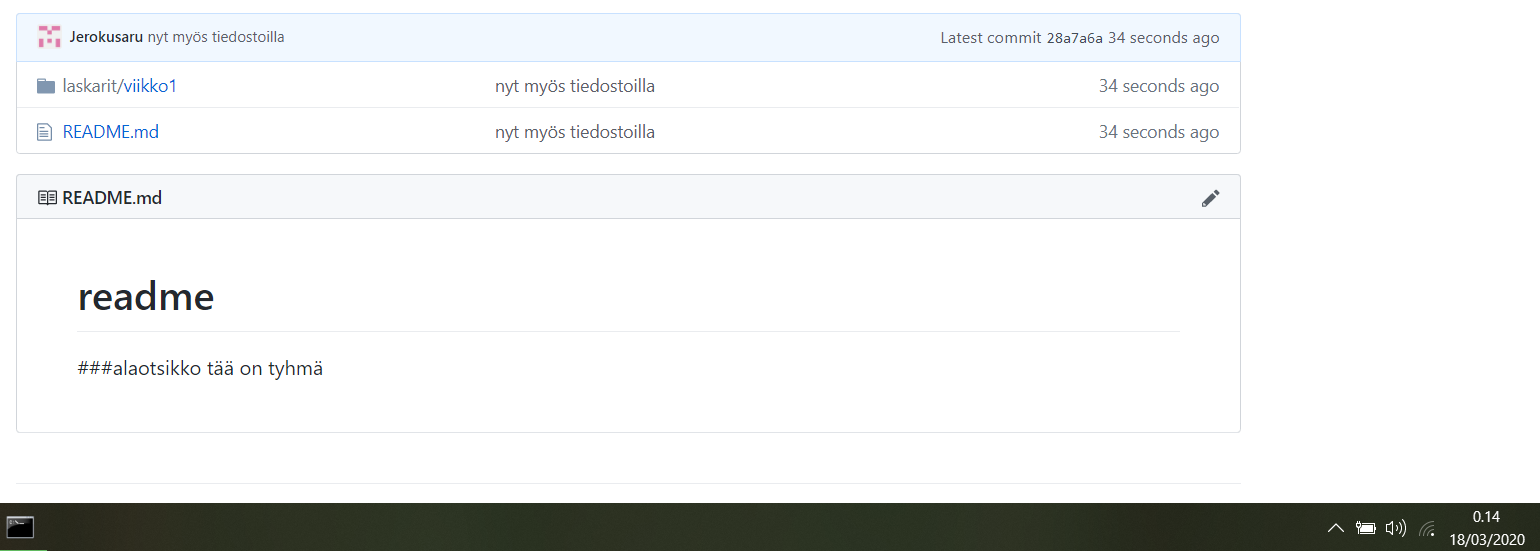 Jerokusaru nyt myös tiedostoilla Latest commit 28a7a6a 34 seconds ago
laskarit/viikko1 nyt myös tiedostoilla 34 seconds ago
README.md nyt myös tiedostoilla 34 seconds ago
README.md
readme
###alaotsikko tää on tyhmä
0.14
18/03/2020